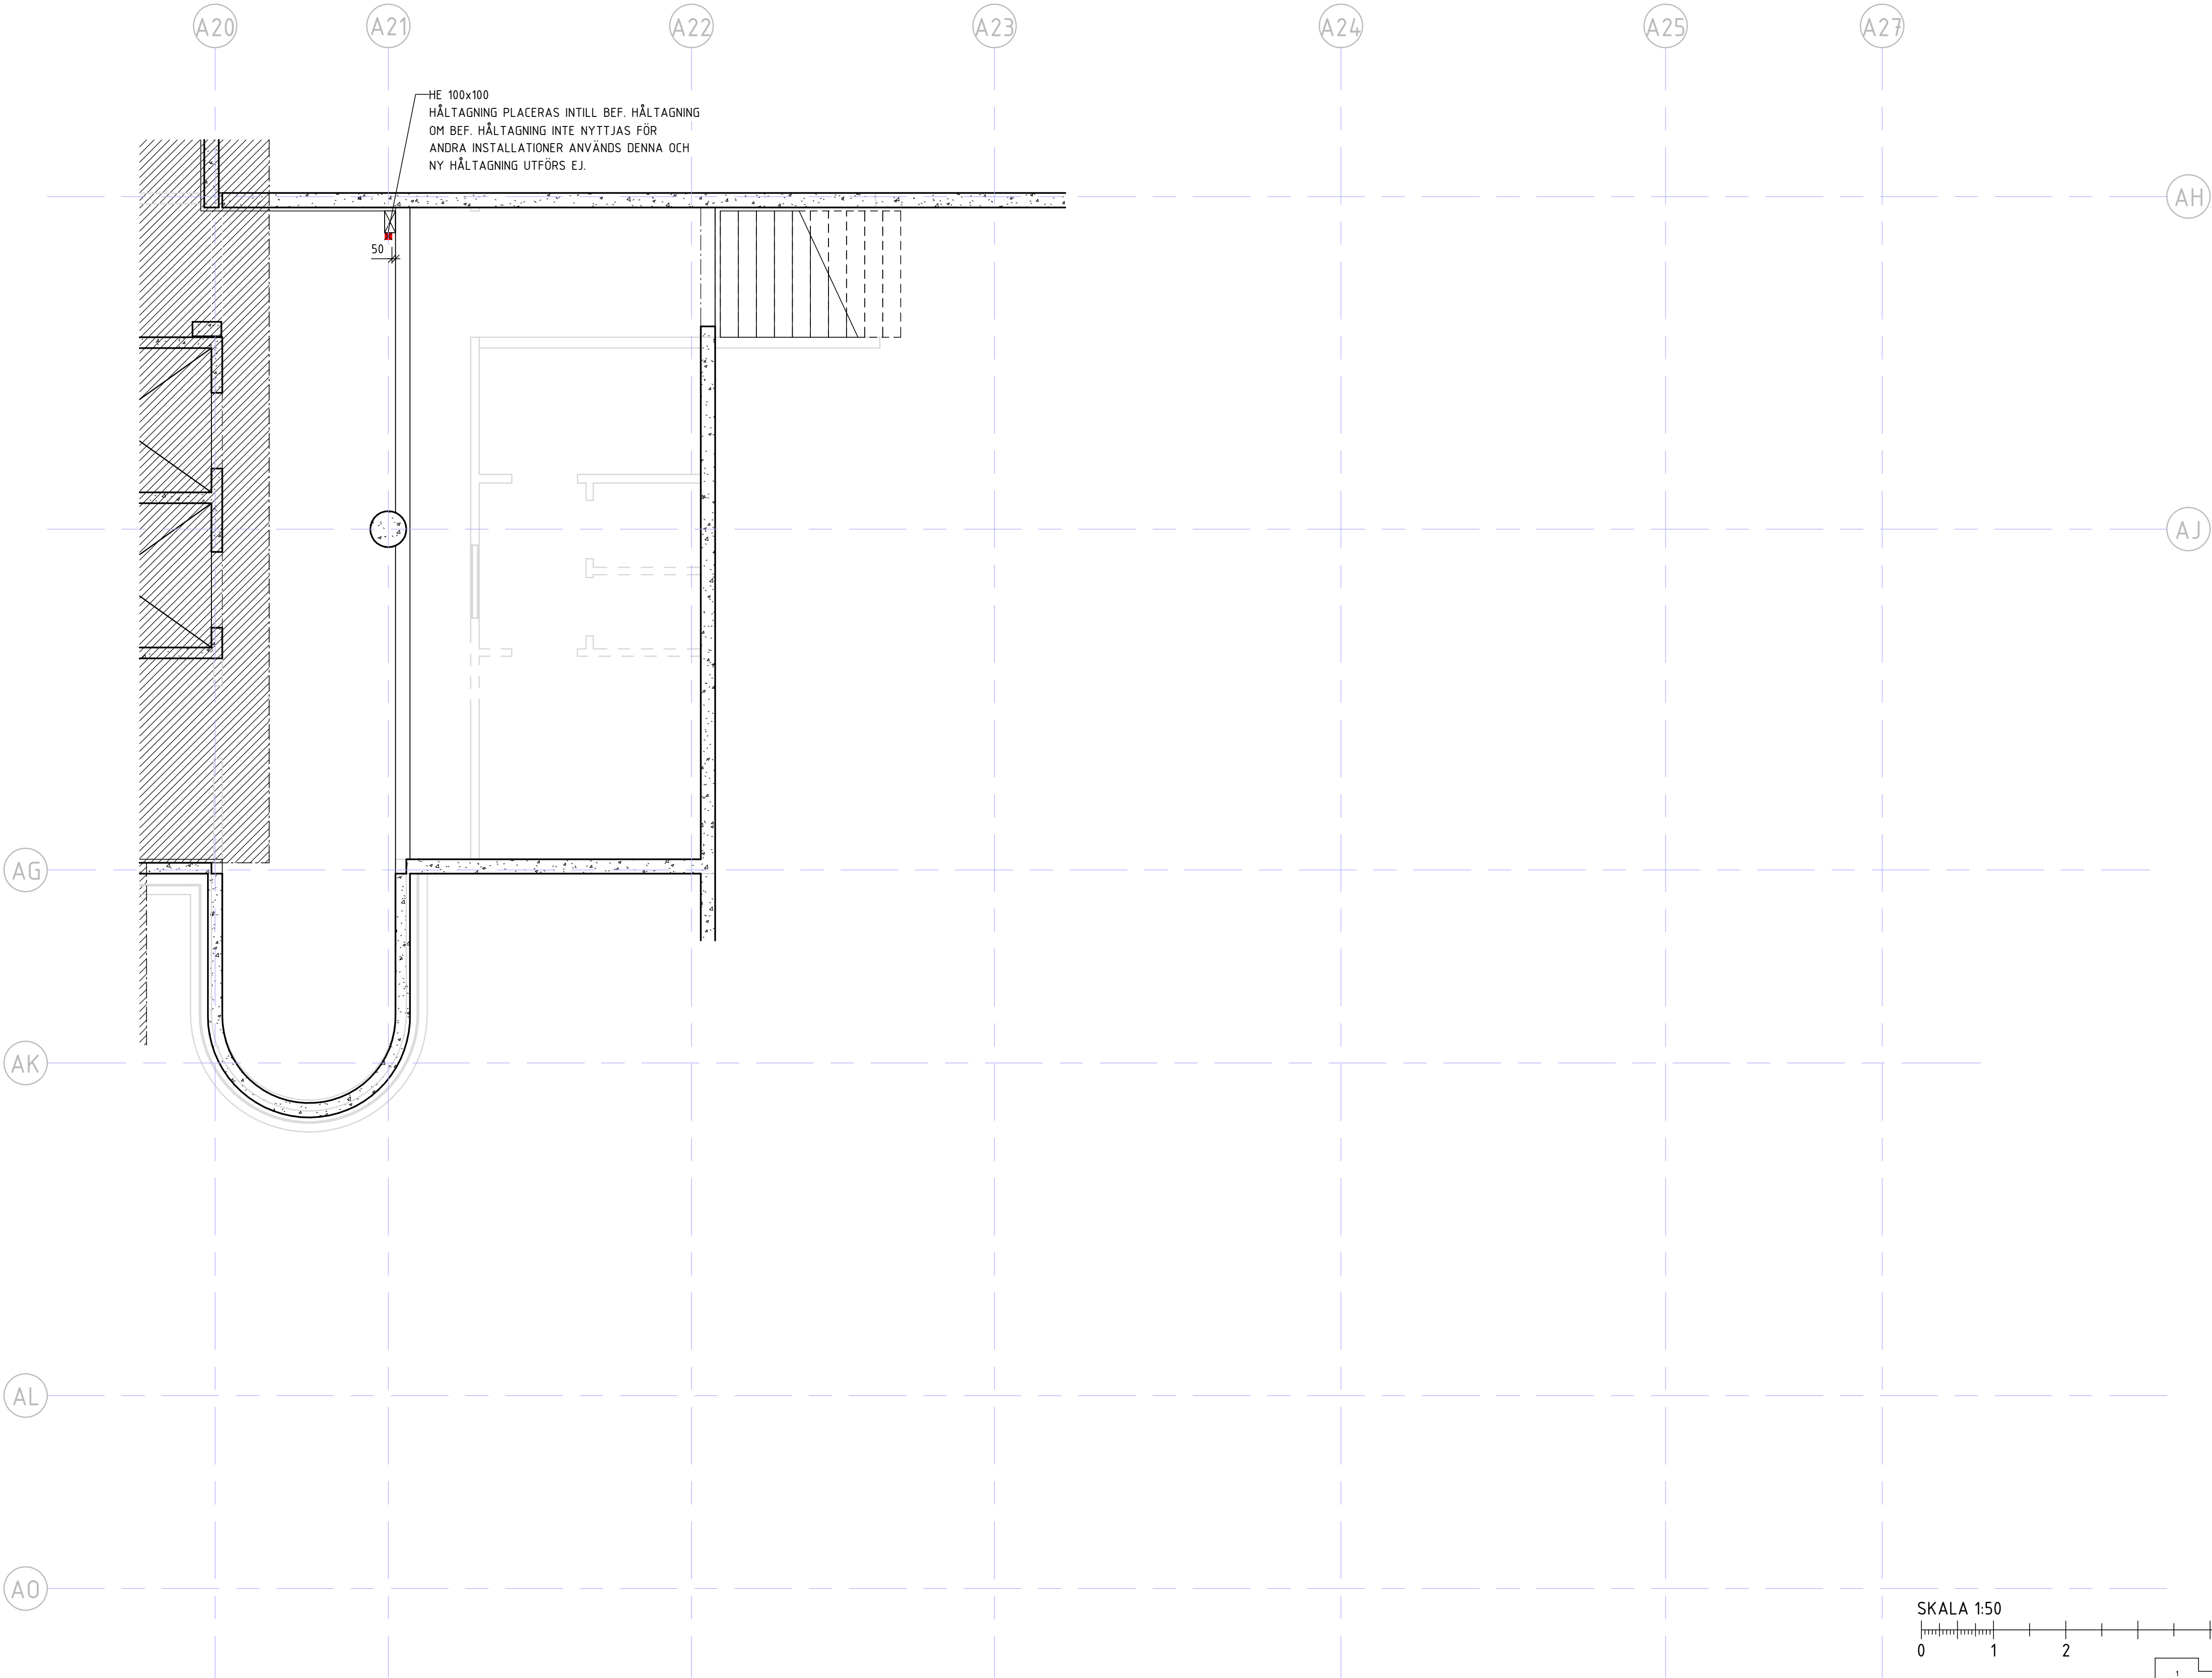 A20
A21
A22
A23
A24
A25
A27
HE 100x100
HÅLTAGNING PLACERAS INTILL BEF. HÅLTAGNING
OM BEF. HÅLTAGNING INTE NYTTJAS FÖR
ANDRA INSTALLATIONER ANVÄNDS DENNA OCH
NY HÅLTAGNING UTFÖRS EJ.
AH
50
AJ
AG
AK
AL
AO
SKALA 1:50
0 1 2
1